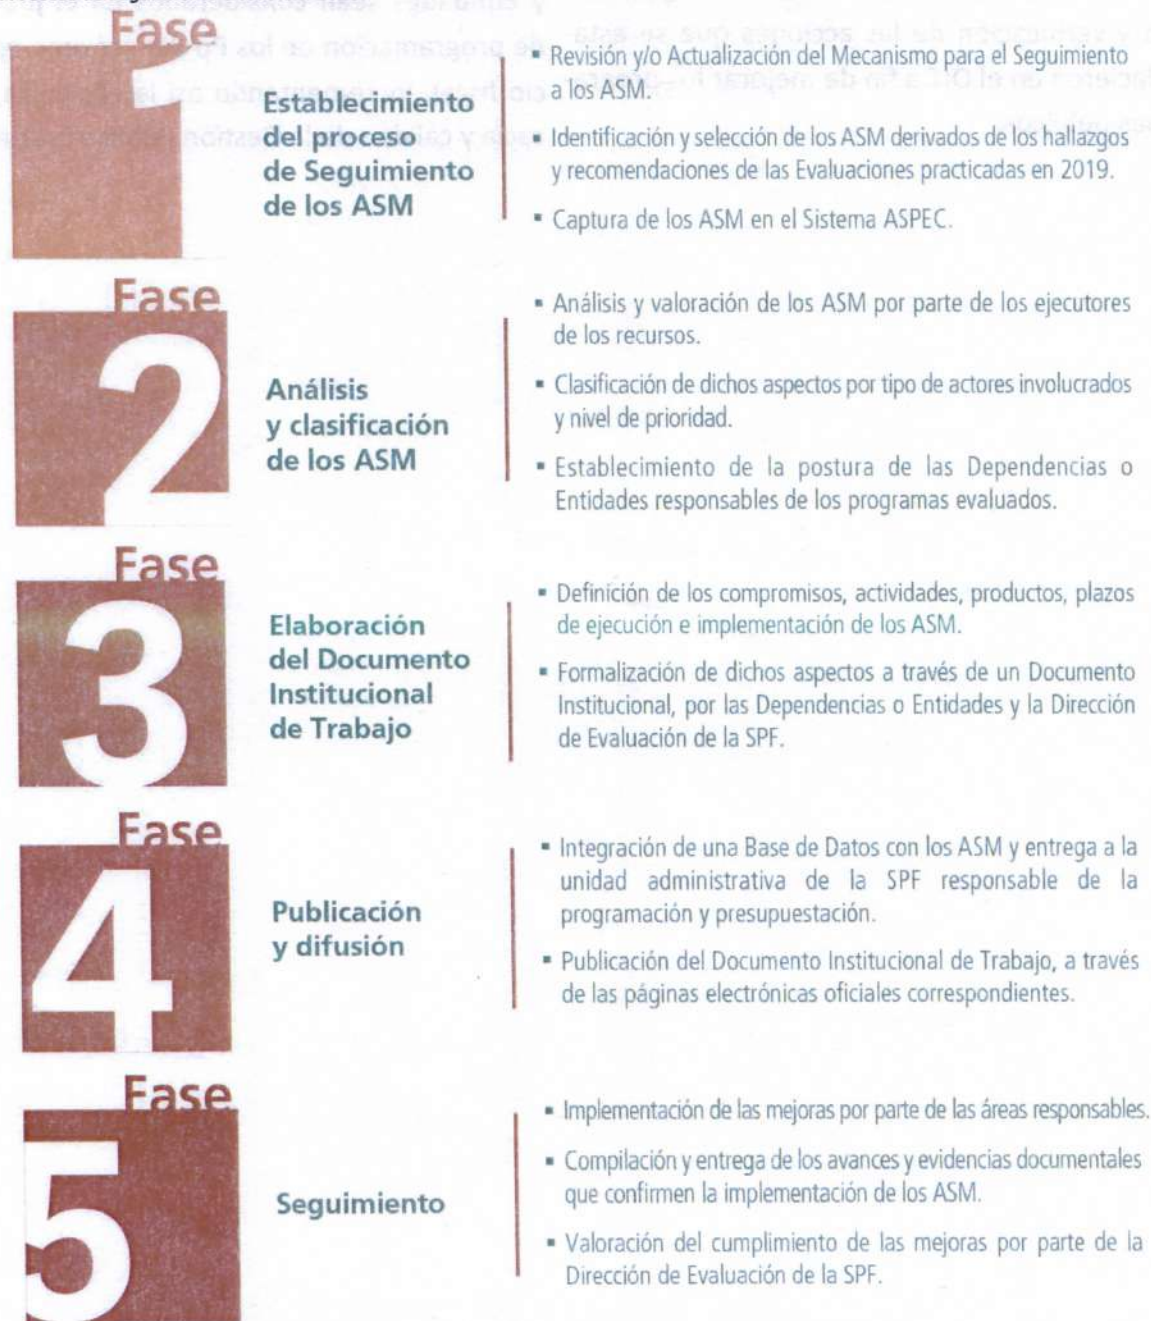 Fase
1
Establecimiento
del proceso
de Seguimiento
de los ASM
▪ Revisión y/o Actualización del Mecanismo para el Seguimiento
a los ASM.
▪ Identificación y selección de los ASM derivados de los hallazgos
y recomendaciones de las Evaluaciones practicadas en 2019.
▪ Captura de los ASM en el Sistema ASPEC.
Fase
2
Análisis
y clasificación
de los ASM
▪ Análisis y valoración de los ASM por parte de los ejecutores
de los recursos.
▪ Clasificación de dichos aspectos por tipo de actores involucrados
y nivel de prioridad.
▪ Establecimiento de la postura de las Dependencias o
Entidades responsables de los programas evaluados.
Fase
3
Elaboración
del Documento
Institucional
de Trabajo
▪ Definición de los compromisos, actividades, productos, plazos
de ejecución e implementación de los ASM.
▪ Formalización de dichos aspectos a través de un Documento
Institucional, por las Dependencias o Entidades y la Dirección
de Evaluación de la SPF.
Fase
4
Publicación
y difusión
▪ Integración de una Base de Datos con los ASM y entrega a la
unidad administrativa de la SPF responsable de la
programación y presupuestación.
▪ Publicación del Documento Institucional de Trabajo, a través
de las páginas electrónicas oficiales correspondientes.
Fase
5
Seguimiento
▪ Implementación de las mejoras por parte de las áreas responsables.
▪ Compilación y entrega de los avances y evidencias documentales
que confirmen la implementación de los ASM.
▪ Valoración del cumplimiento de las mejoras por parte de la
Dirección de Evaluación de la SPF.